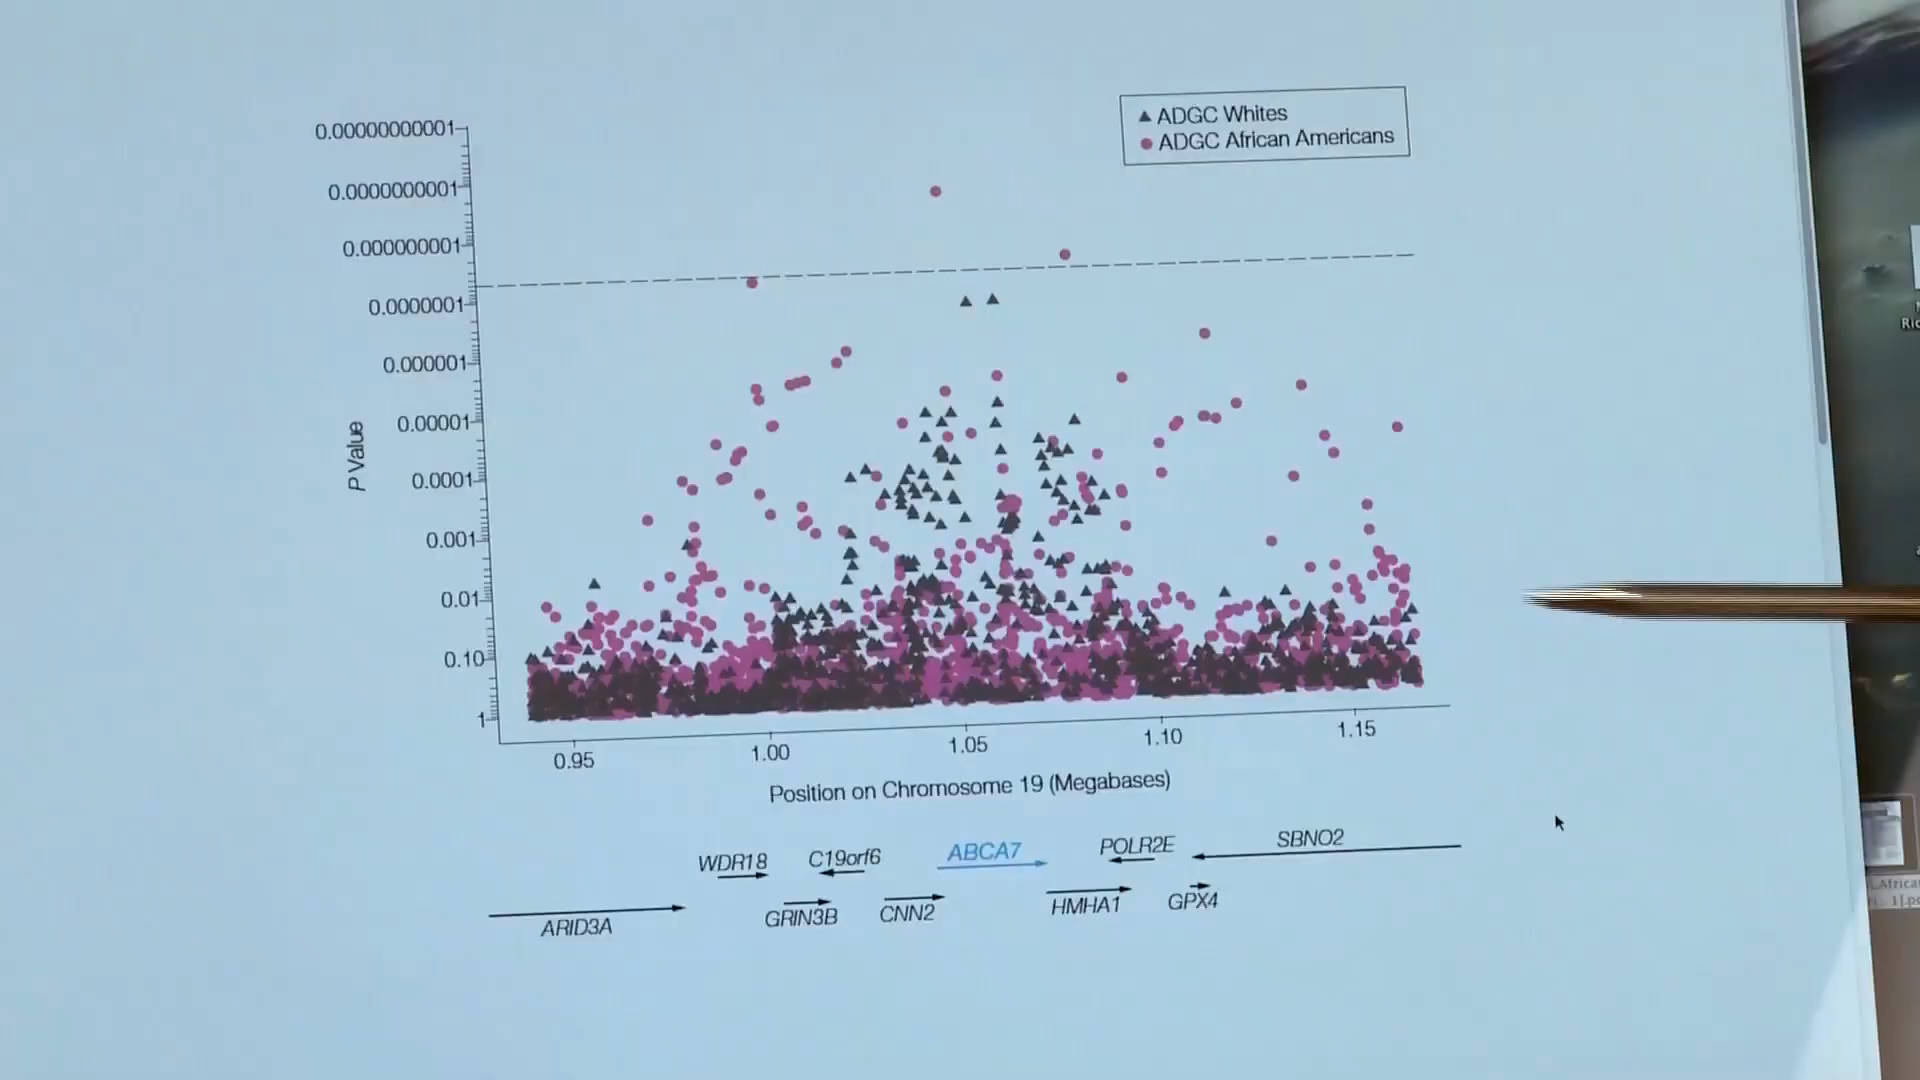 ADGC Whites
ADGC African Americans
0.00000000001
0.0000000001
0.000000001
0.0000001
0.000001
0.00001
0.0001
0.001
0.01
0.10
1
P Value
0.95
1.00
1.05
1.10
1.15
Position on Chromosome 19 (Megabases)
WDR18
C19orf6
ABCA7
POLR2E
SBNO2
ARID3A
GRIN3B
CNN2
HMHA1
GPX4